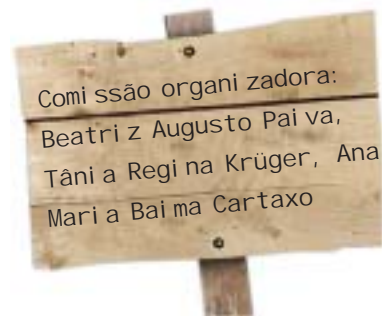 Comissão organizadora:
Beatriz Augusto Paiva,
Tânia Regina Krüger, Ana
Maria Baima Cartaxo